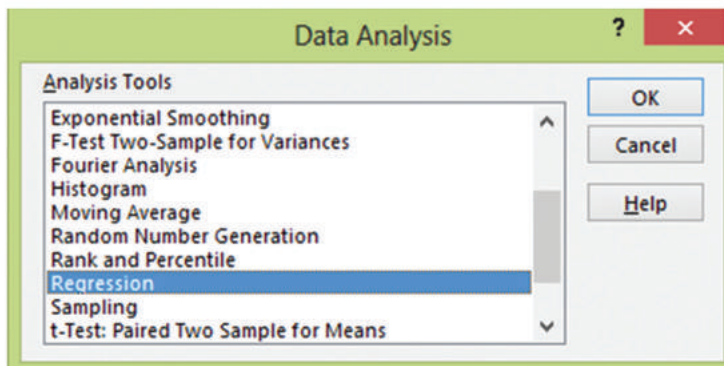 Data Analysis
?
×
Analysis Tools
Exponential Smoothing
F-Test Two-Sample for Variances
Fourier Analysis
Histogram
Moving Average
Random Number Generation
Rank and Percentile
Regression
Sampling
t-Test: Paired Two Sample for Means
OK
Cancel
Help